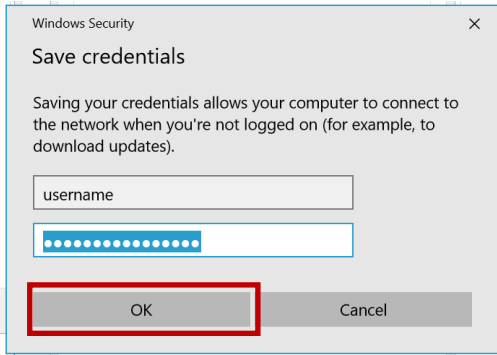 Windows Security
Save credentials
Saving your credentials allows your computer to connect to
the network when you're not logged on (for example, to
download updates).
username
●●●●●●●●●●●●●●●●
OK Cancel